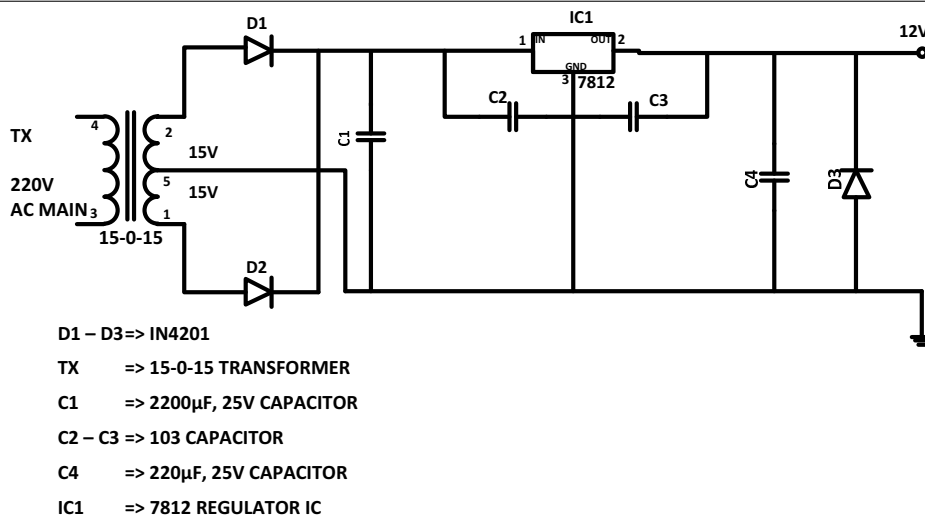 D1
IC1
12V
1 IN OUT 2
GND
3 7812
C2 C3
C1
TX
4 2
15V
5
220V 15V
AC MAIN 3 1
15-0-15
C4
D3
D2
D1 – D3 => IN4201
TX => 15-0-15 TRANSFORMER
C1 => 2200µF, 25V CAPACITOR
C2 – C3 => 103 CAPACITOR
C4 => 220µF, 25V CAPACITOR
IC1 => 7812 REGULATOR IC